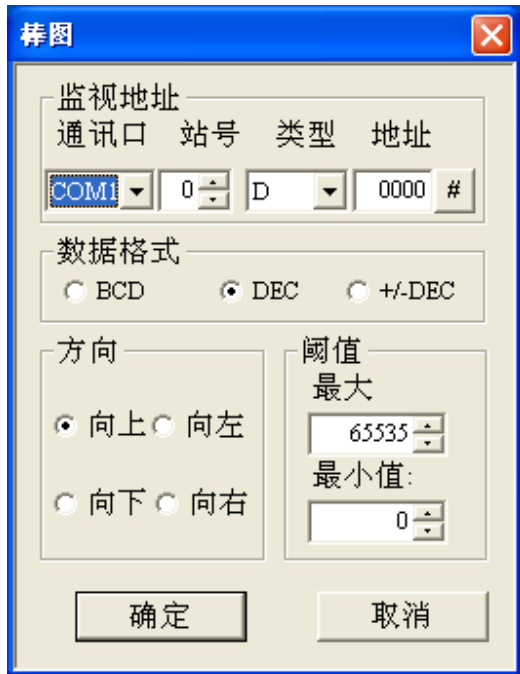 棒图
监视地址
通讯口 站号 类型 地址
COM1 0 D 0000 #
数据格式
BCD DEC +/-DEC
方向
向上 向左
向下 向右
阈值
最大
65535
最小值:
0
确定 取消